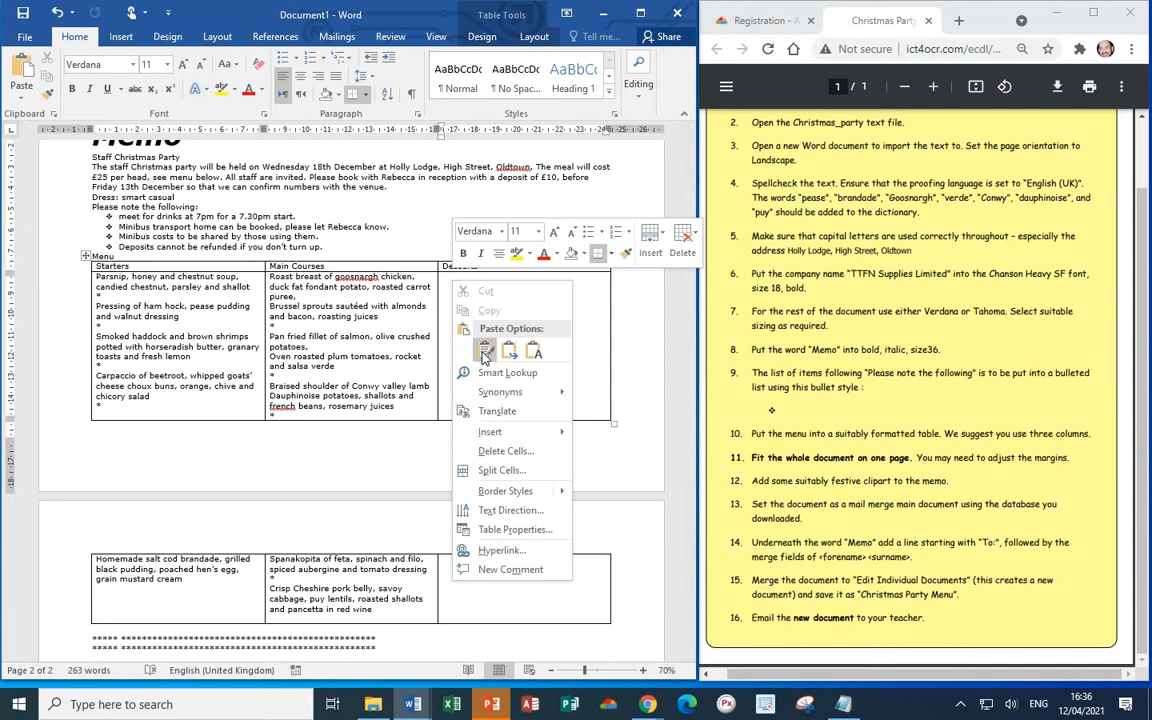 Document1 - Word
Table Tools
File
Home
Insert
Design
Layout
References
Mailings
Review
View
Design
Layout
Tell me...
Share
Paste
Verdana
11
Aa
AaBbCcDc
AaBbCcDc
AaBbCc
¶ Normal
¶ No Spac...
Heading 1
Editing
Clipboard
Font
Paragraph
Styles
Memo
Staff Christmas Party
The staff Christmas party will be held on Wednesday 18th December at Holly Lodge, High Street, Oldtown. The meal will cost
£25 per head, see menu below. All staff are invited. Please book with Rebecca in reception with a deposit of £10, before
Friday 13th December so that we can confirm numbers with the venue.
Dress: smart casual
Please note the following:
❖ meet for drinks at 7pm for a 7.30pm start.
❖ Minibus transport home can be booked, please let Rebecca know.
❖ Minibus costs to be shared by those using them.
❖ Deposits cannot be refunded if you don't turn up.
Menu
Starters
Main Courses
Desserts
Parsnip, honey and chestnut soup,
candied chestnut, parsley and shallot
*
Pressing of ham hock, pease pudding
and walnut dressing
*
Smoked haddock and brown shrimps
potted with horseradish butter, granary
toasts and fresh lemon
*
Carpaccio of beetroot, whipped goats'
cheese choux buns, orange, chive and
chicory salad
*
Roast breast of goosnargh chicken,
duck fat fondant potato, roasted carrot
puree,
Brussel sprouts sautéed with almonds
and bacon, roasting juices
*
Pan fried fillet of salmon, olive crushed
potatoes,
Oven roasted plum tomatoes, rocket
and salsa verde
*
Braised shoulder of Conwy valley lamb
Dauphinoise potatoes, shallots and
french beans, rosemary juices
*
Homemade salt cod brandade, grilled
black pudding, poached hen's egg,
grain mustard cream
Spanakopita of feta, spinach and filo,
spiced aubergine and tomato dressing
*
Crisp Cheshire pork belly, savoy
cabbage, puy lentils, roasted shallots
and pancetta in red wine
Verdana
11
Insert
Delete
Cut
Copy
Paste Options:
Smart Lookup
Synonyms
Translate
Insert
Delete Cells...
Split Cells...
Border Styles
Text Direction...
Table Properties...
Hyperlink...
New Comment
Page 2 of 2
263 words
English (United Kingdom)
70%
Registration - A
Christmas Party
Not secure
ict4ocr.com/ecdl/...
1 / 1
2. Open the Christmas_party text file.
3. Open a new Word document to import the text to. Set the page orientation to
Landscape.
4. Spellcheck the text. Ensure that the proofing language is set to "English (UK)".
The words "pease", "brandade", "Goosnargh", "verde", "Conwy", "dauphinoise", and
"puy" should be added to the dictionary.
5. Make sure that capital letters are used correctly throughout – especially the
address Holly Lodge, High Street, Oldtown
6. Put the company name "TTFN Supplies Limited" into the Chanson Heavy SF font,
size 18, bold.
7. For the rest of the document use either Verdana or Tahoma. Select suitable
sizing as required.
8. Put the word "Memo" into bold, italic, size36.
9. The list of items following "Please note the following" is to be put into a bulleted
list using this bullet style :
❖
10. Put the menu into a suitably formatted table. We suggest you use three columns.
11. Fit the whole document on one page. You may need to adjust the margins.
12. Add some suitably festive clipart to the memo.
13. Set the document as a mail merge main document using the database you
downloaded.
14. Underneath the word "Memo" add a line starting with "To:", followed by the
merge fields of <forename> <surname>.
15. Merge the document to "Edit Individual Documents" (this creates a new
document) and save it as "Christmas Party Menu".
16. Email the new document to your teacher.
Type here to search
ENG
16:36
12/04/2021